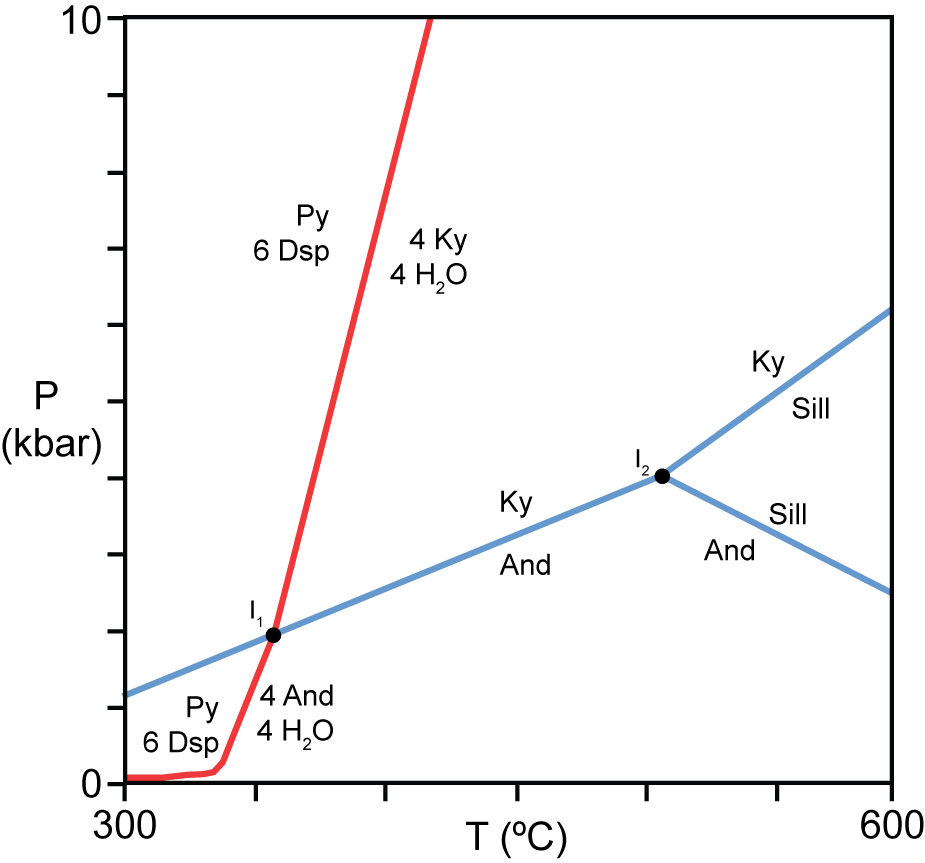 10
Py
6 Dsp
4 Ky
4 H₂O
P
(kbar)
Ky
Sill
I₂
Ky
And
Sill
And
I₁
Py
6 Dsp
4 And
4 H₂O
0
300
T (ºC)
600